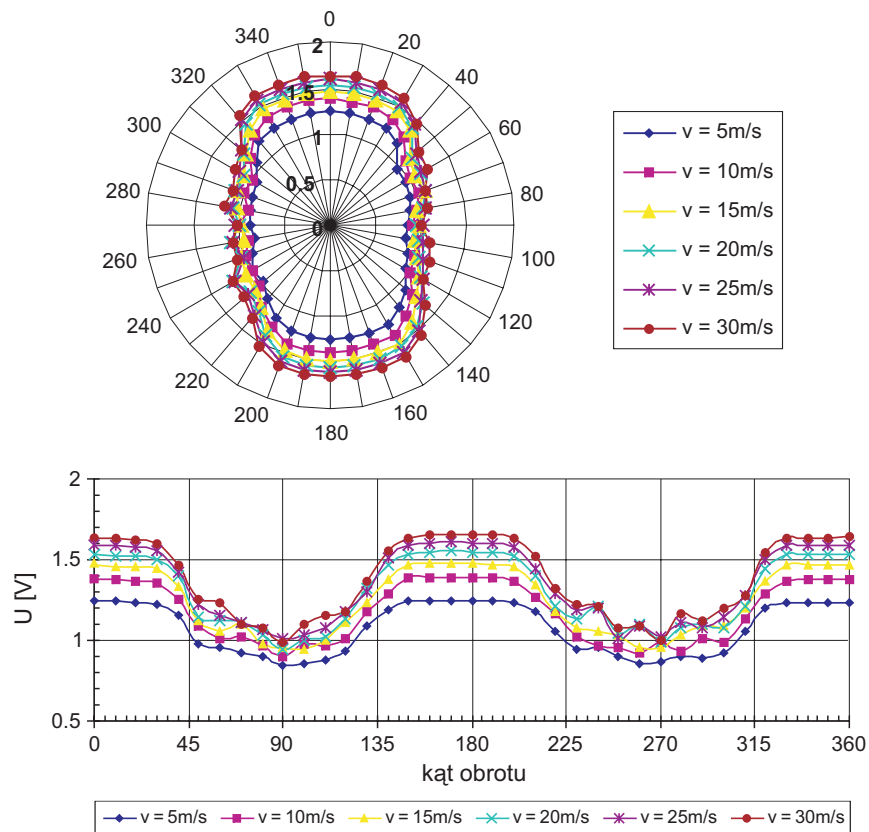 0
20
40
60
80
100
120
140
160
180
200
220
240
260
280
300
320
340
2
1.5
1
0.5
0
v = 5m/s
v = 10m/s
v = 15m/s
v = 20m/s
v = 25m/s
v = 30m/s
U [V]
2
1.5
1
0.5
0 45 90 135 180 225 270 315 360
kąt obrotu
v = 5m/s v = 10m/s v = 15m/s v = 20m/s v = 25m/s v = 30m/s